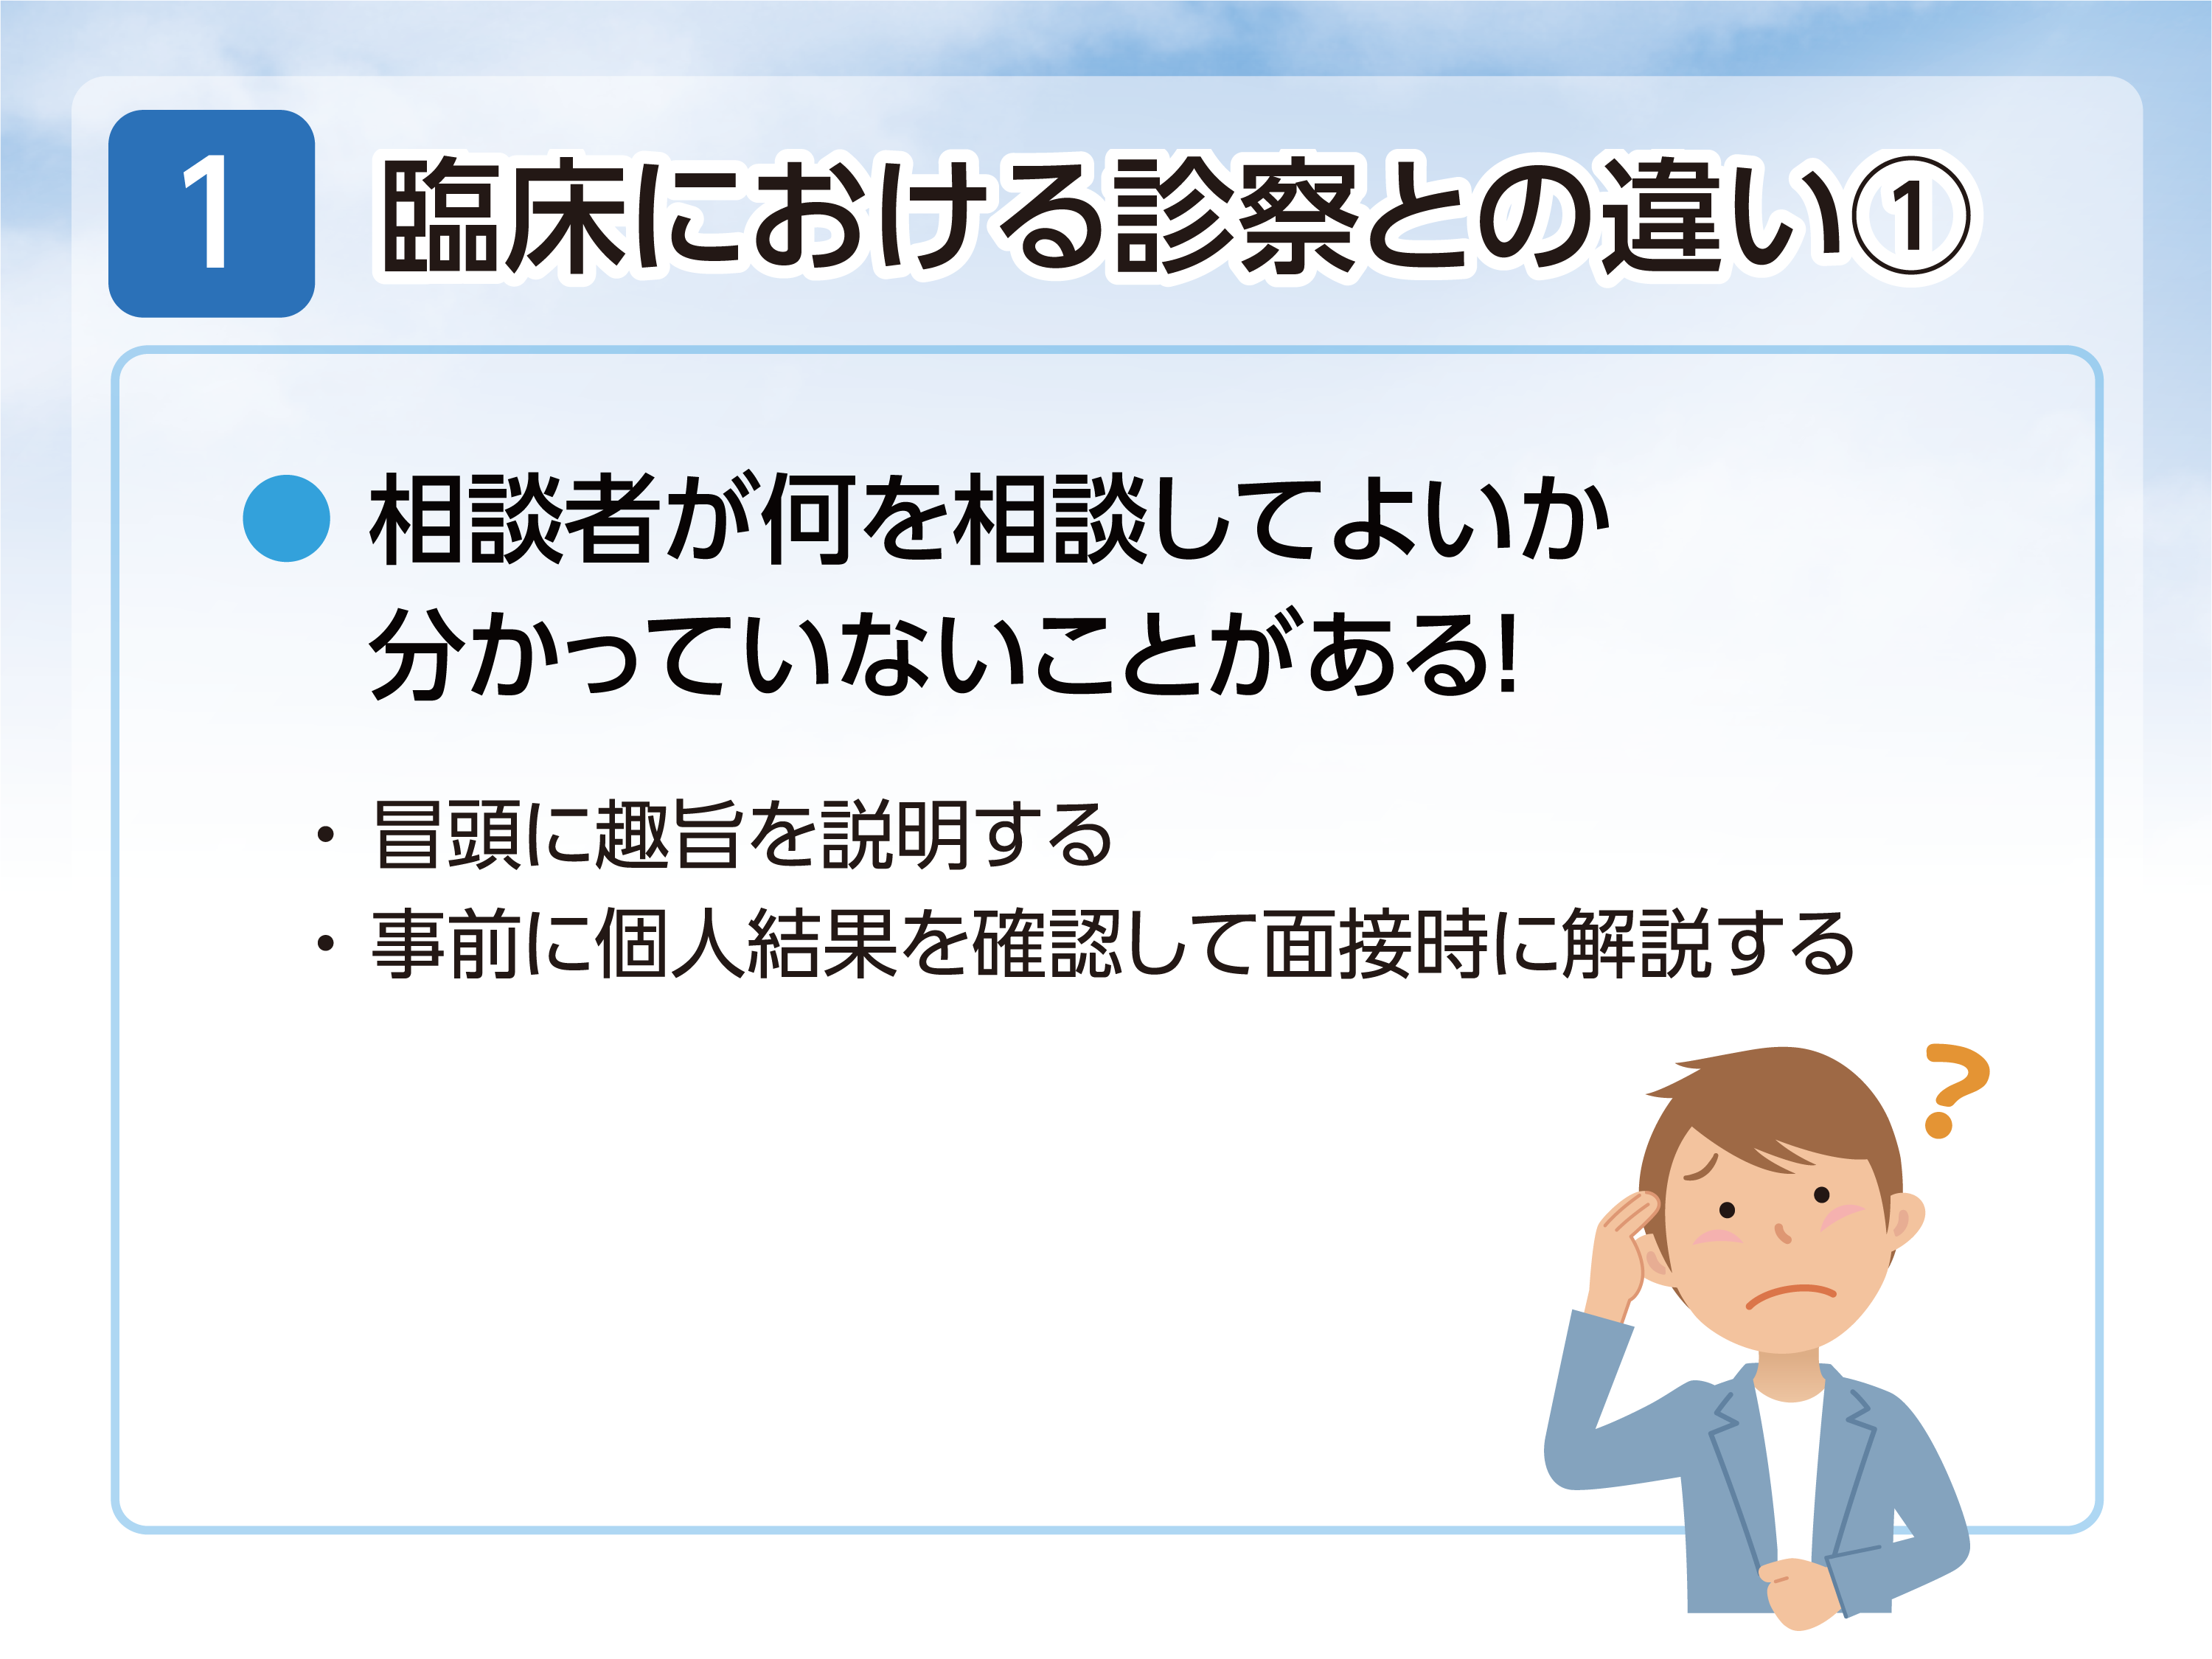 1
臨床における診察との違い①
●相談者が何を相談してよいか
分かっていないことがある!
・冒頭に趣旨を説明する
・事前に個人結果を確認して面接時に解説する
?